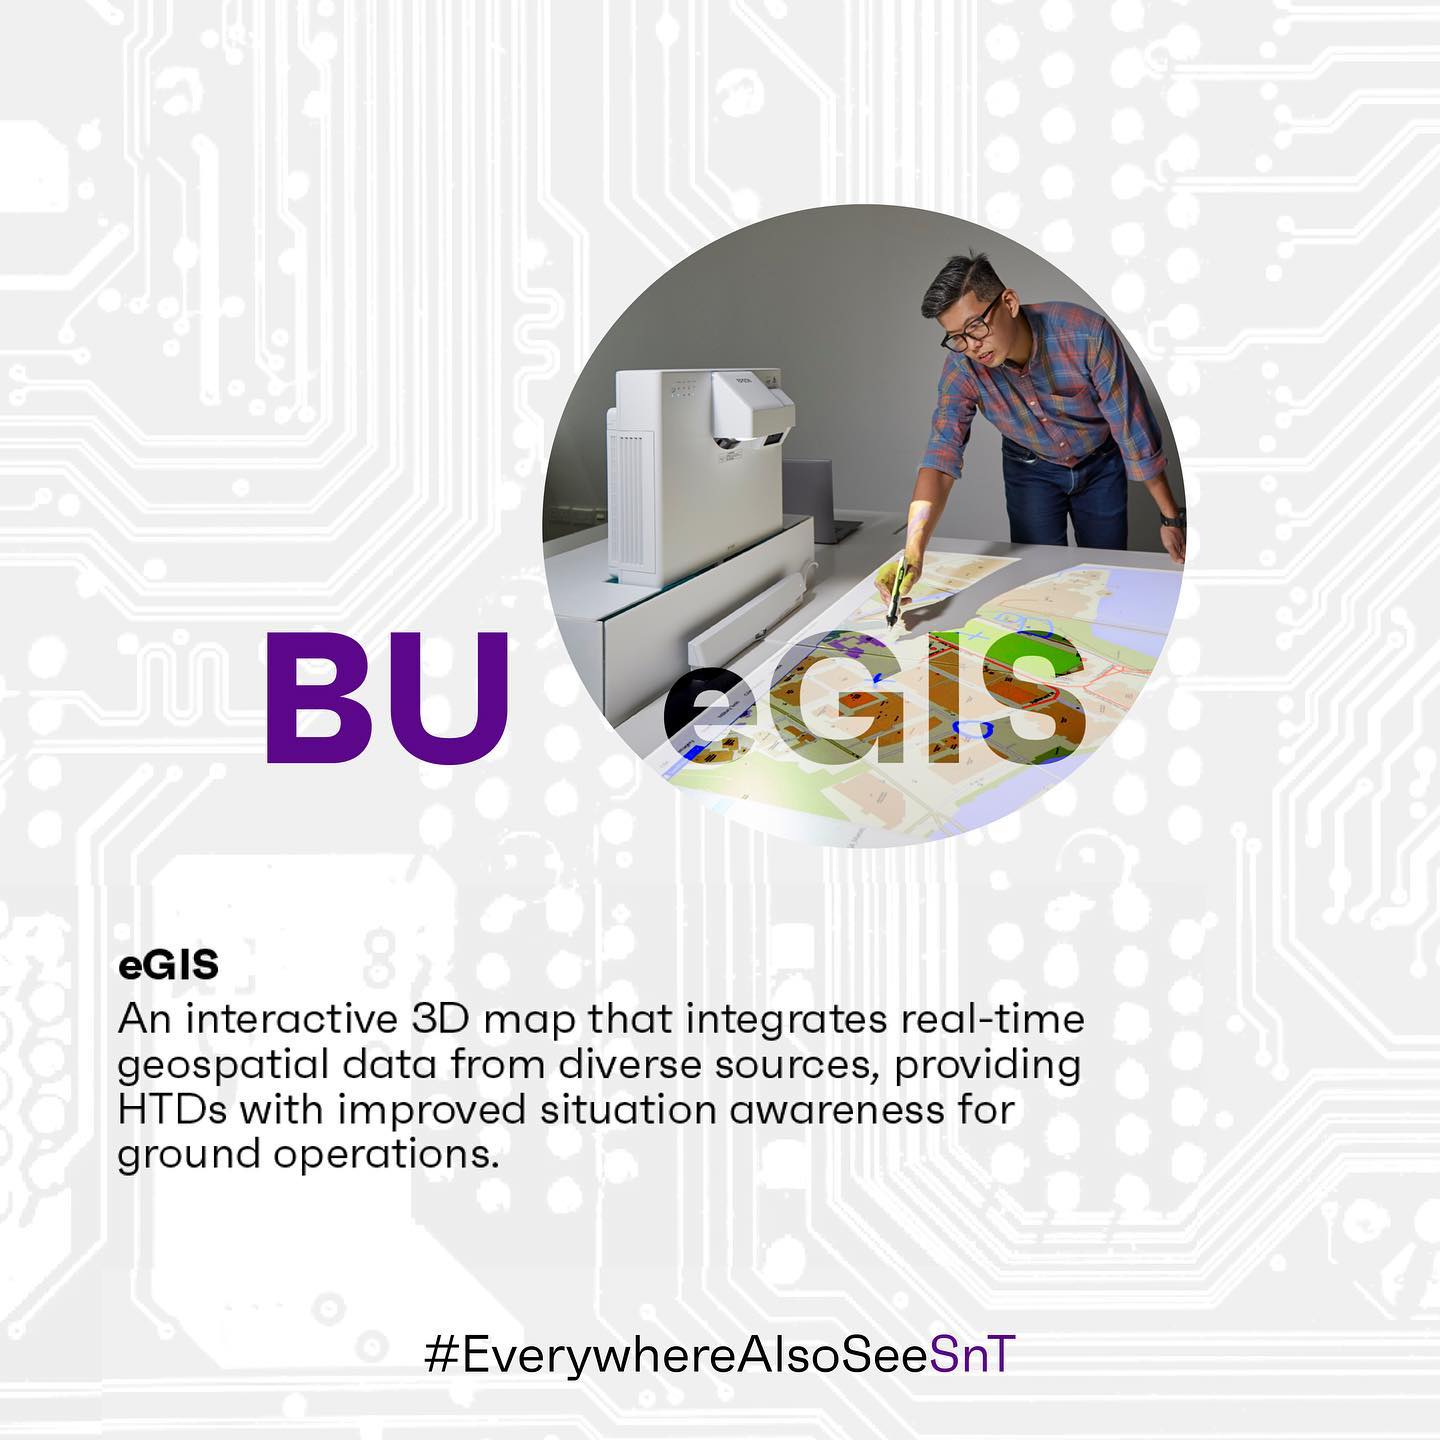 BU eGIS
eGIS
An interactive 3D map that integrates real-time
geospatial data from diverse sources, providing
HTDs with improved situation awareness for
ground operations.
#EverywhereAlsoSeeSnT